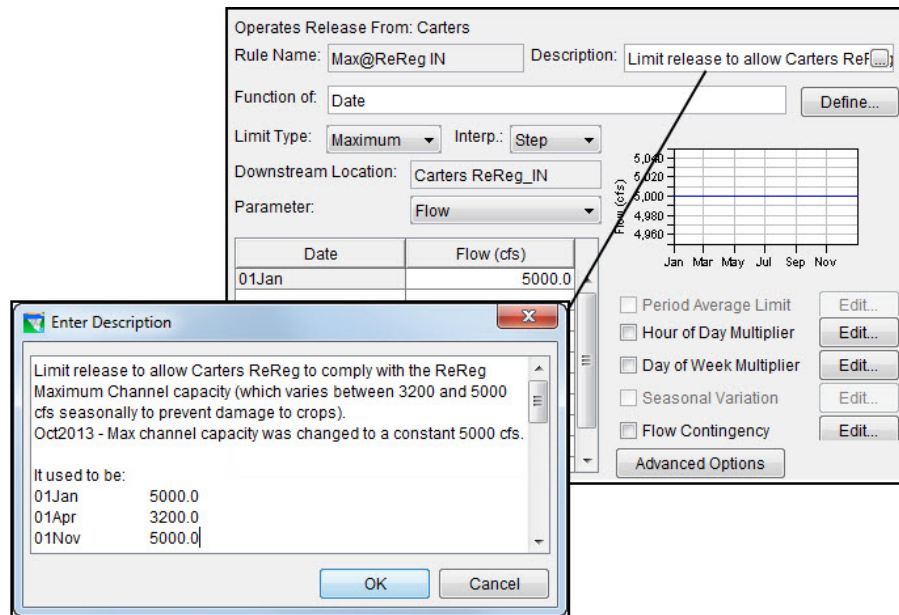 Operates Release From: Carters
Rule Name: Max@ReReg IN Description: Limit release to allow Carters ReReg ...
Function of: Date Define...
Limit Type: Maximum Interp.: Step
Downstream Location: Carters ReReg_IN
Parameter: Flow
Flow (cfs)
5,040
5,020
5,000
4,980
4,960
Jan Mar May Jul Sep Nov
Date Flow (cfs)
01Jan 5000.0
Period Average Limit Edit...
Hour of Day Multiplier Edit...
Day of Week Multiplier Edit...
Seasonal Variation Edit...
Flow Contingency Edit...
Advanced Options
Enter Description
Limit release to allow Carters ReReg to comply with the ReReg
Maximum Channel capacity (which varies between 3200 and 5000
cfs seasonally to prevent damage to crops).
Oct2013 - Max channel capacity was changed to a constant 5000 cfs.
It used to be:
01Jan 5000.0
01Apr 3200.0
01Nov 5000.0
OK Cancel